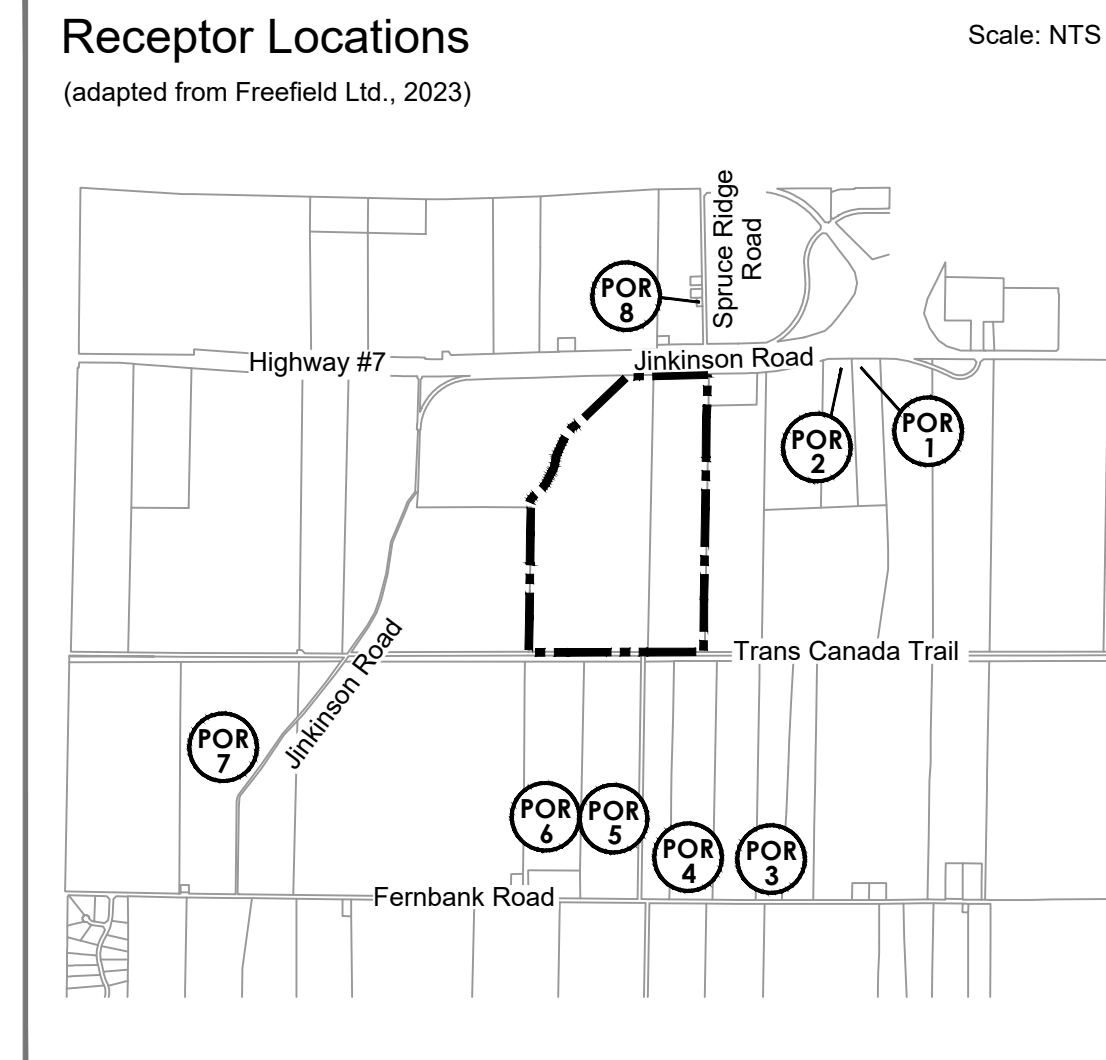 Receptor Locations
Scale: NTS
(adapted from Freefield Ltd., 2023)
Spruce Ridge
Road
POR
8
Highway #7
Jinkinson Road
POR
2
POR
1
Jinkinson Road
Trans Canada Trail
POR
7
POR
6
POR
5
POR
4
POR
3
Fernbank Road